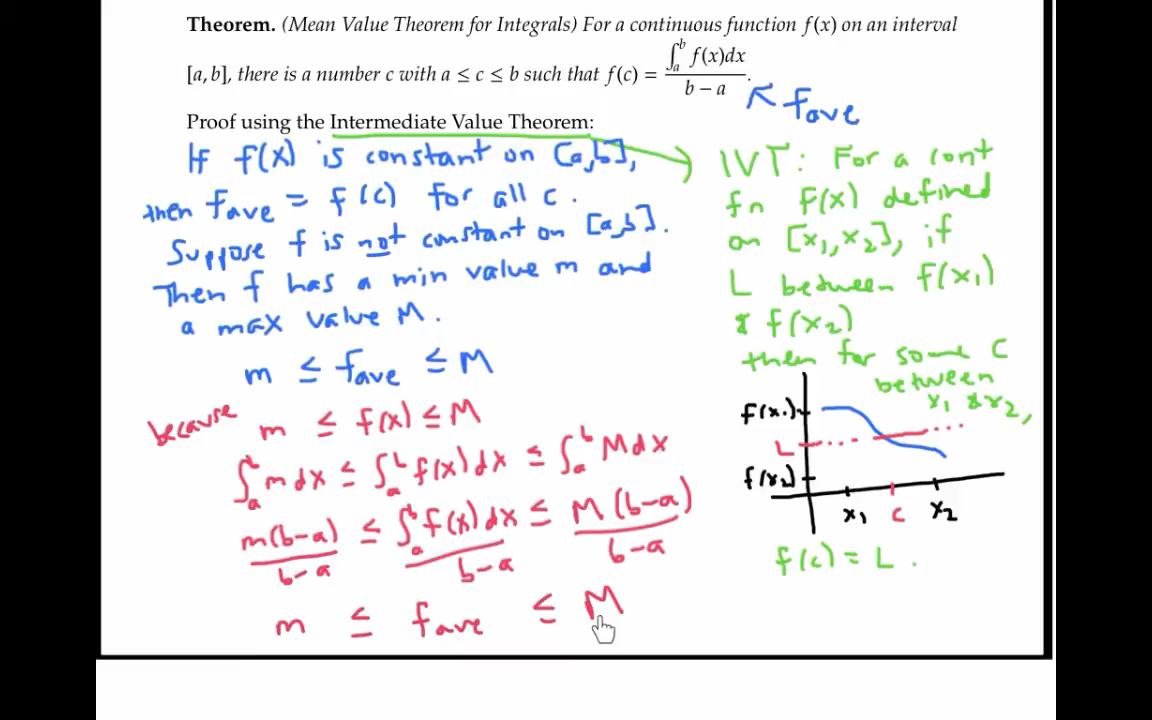 Theorem. (Mean Value Theorem for Integrals) For a continuous function f(x) on an interval
[a, b], there is a number c with a ≤ c ≤ b such that f(c) = ∫_a^b f(x)dx / (b − a).
↖ fave
Proof using the Intermediate Value Theorem:
If f(x) is constant on [a,b],
then fave = f(c) for all c.
Suppose f is not constant on [a,b].
Then f has a min value m and
a max value M.
m ≤ fave ≤ M
because m ≤ f(x) ≤ M
∫_a^b m dx ≤ ∫_a^b f(x) dx ≤ ∫_a^b M dx
m(b-a) / b-a ≤ ∫_a^b f(x) dx / b-a ≤ M(b-a) / b-a
m ≤ fave ≤ M
IVT: For a cont
fn f(x) defined
on [x1, x2], if
L between f(x1)
& f(x2)
then for some c
between
x1 & x2,
f(x1)
L
f(x2)
x1 c x2
f(c) = L.